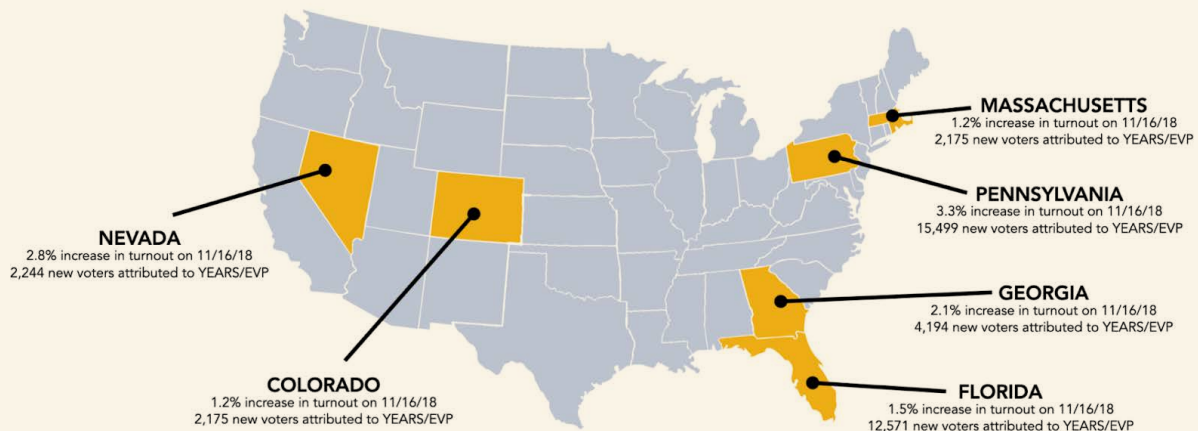 MASSACHUSETTS
1.2% increase in turnout on 11/16/18
2,175 new voters attributed to YEARS/EVP
PENNSYLVANIA
3.3% increase in turnout on 11/16/18
15,499 new voters attributed to YEARS/EVP
NEVADA
2.8% increase in turnout on 11/16/18
2,244 new voters attributed to YEARS/EVP
GEORGIA
2.1% increase in turnout on 11/16/18
4,194 new voters attributed to YEARS/EVP
COLORADO
1.2% increase in turnout on 11/16/18
2,175 new voters attributed to YEARS/EVP
FLORIDA
1.5% increase in turnout on 11/16/18
12,571 new voters attributed to YEARS/EVP